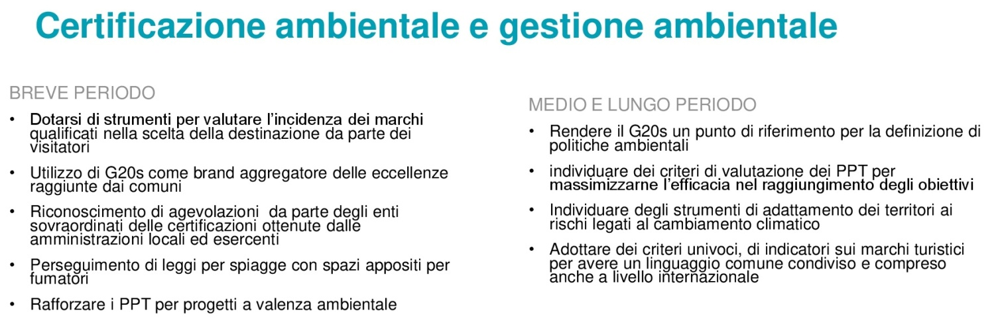 Certificazione ambientale e gestione ambientale
BREVE PERIODO
• Dotarsi di strumenti per valutare l’incidenza dei marchi
qualificati nella scelta della destinazione da parte dei
visitatori
• Utilizzo di G20s come brand aggregatore delle eccellenze
raggiunte dai comuni
• Riconoscimento di agevolazioni  da parte degli enti
sovraordinati delle certificazioni ottenute dalle
amministrazioni locali ed esercenti
• Perseguimento di leggi per spiagge con spazi appositi per
fumatori
• Rafforzare i PPT per progetti a valenza ambientale
MEDIO E LUNGO PERIODO
• Rendere il G20s un punto di riferimento per la definizione di
politiche ambientali
• individuare dei criteri di valutazione dei PPT per
massimizzarne l’efficacia nel raggiungimento degli obiettivi
• Individuare degli strumenti di adattamento dei territori ai
rischi legati al cambiamento climatico
• Adottare dei criteri univoci, di indicatori sui marchi turistici
per avere un linguaggio comune condiviso e compreso
anche a livello internazionale